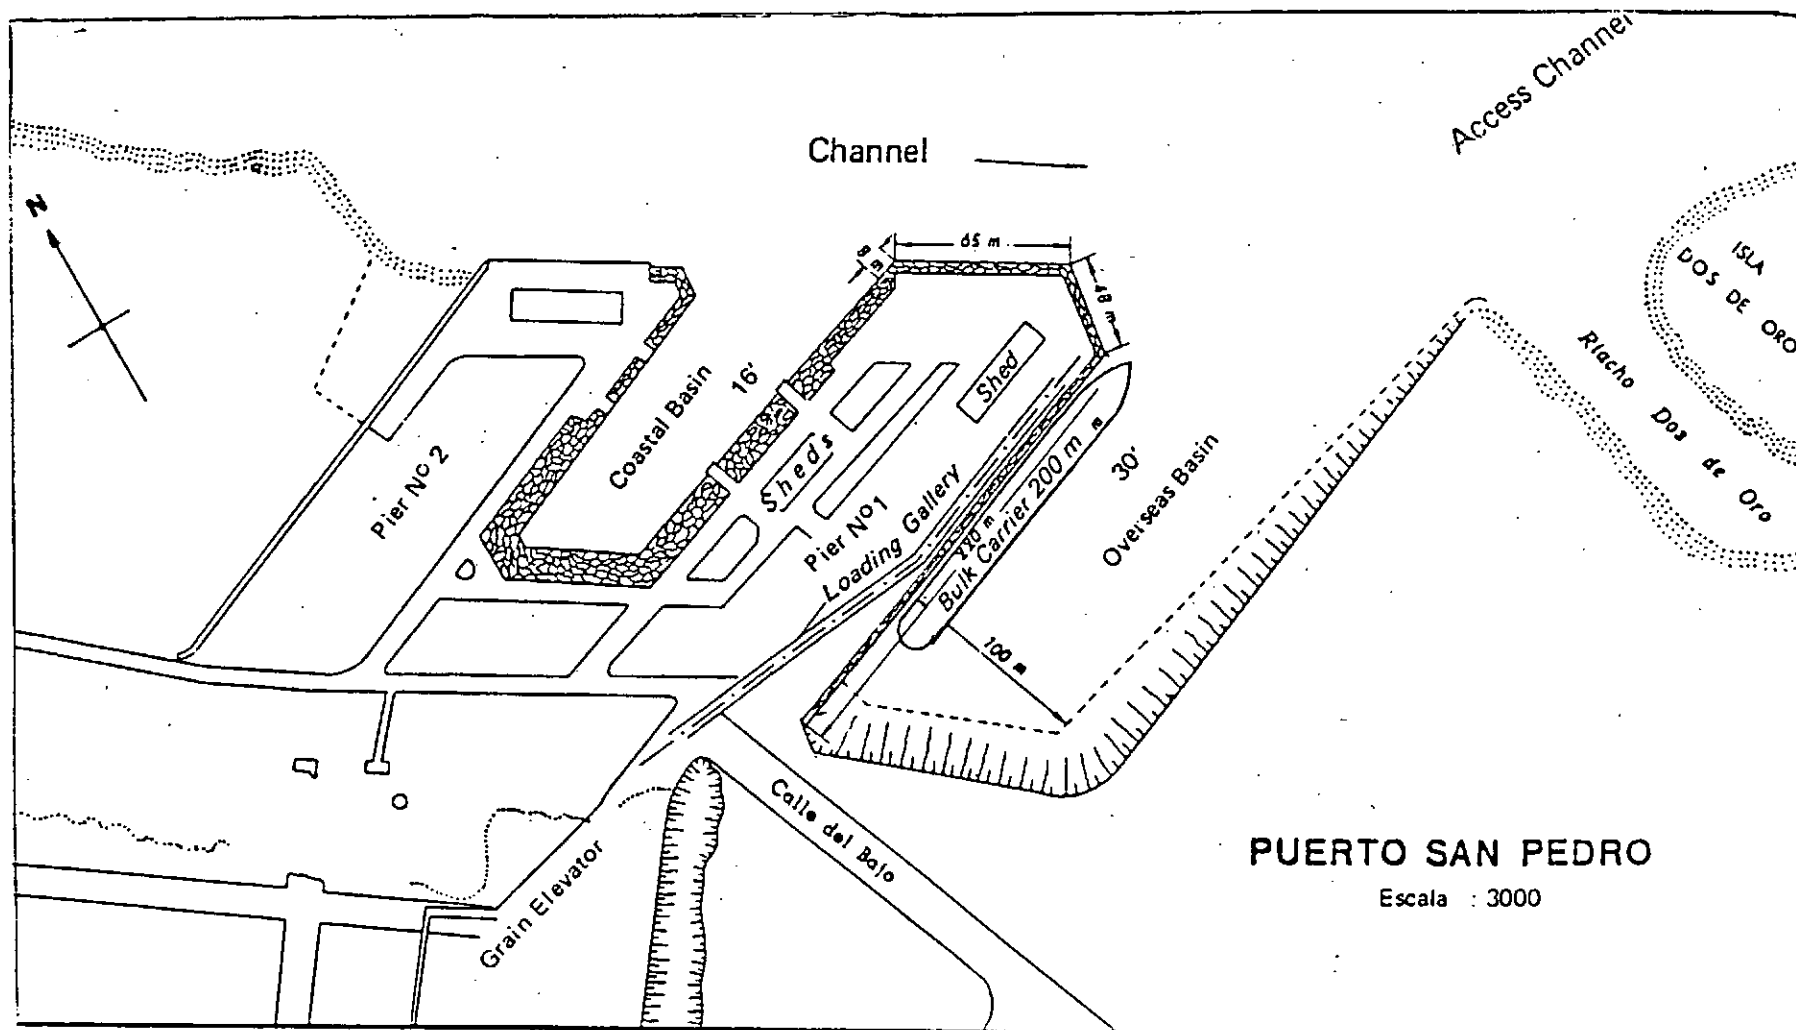 Access Channel
Channel
N
65 m.
8 m
48 m
ISLA
DOS DE ORO
Riacho Dos de Oro
16'
Coastal Basin
Shed
Sheds
Pier Nº 2
Pier Nº1
Loading Gallery
Bulk Carrier 200 m
30'
Overseas Basin
100 m
Calle del Bajo
Grain Elevator
PUERTO SAN PEDRO
Escala : 3000